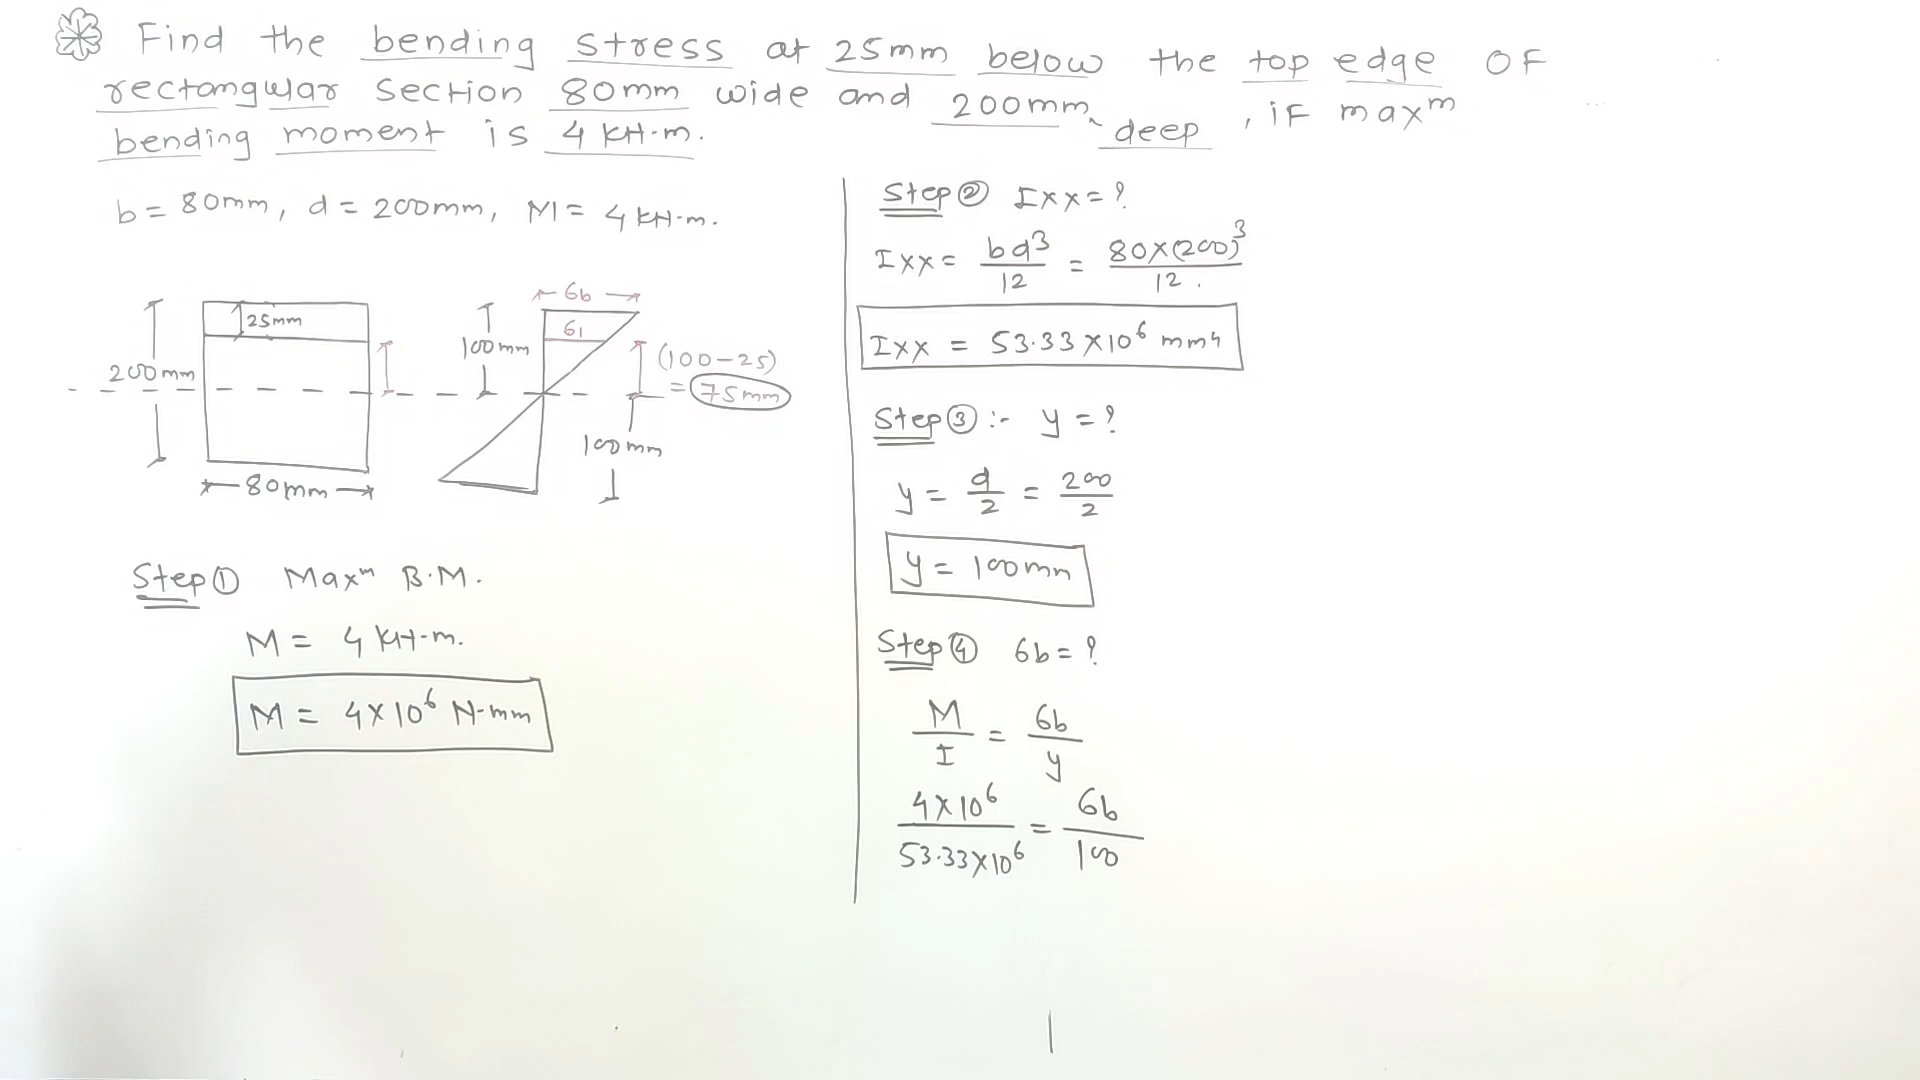 Find the bending stress at 25mm below the top edge of
rectangular section 80mm wide and 200mm deep, if maxᵐ
bending moment is 4 kN-m.
b = 80mm, d = 200mm, M = 4 kN-m.
25mm
200mm
80mm
6b
61
100mm
(100-25)
= 75mm
100mm
Step ① Maxᵐ B.M.
M = 4 kN-m.
M = 4×10⁶ N-mm
Step ② Ixx = ?
Ixx = bd³/12 = 80×(200)³/12.
Ixx = 53.33×10⁶ mm4
Step ③ :- y = ?
y = d/2 = 200/2
y = 100mm
Step ④ 6b = ?
M/I = 6b/y
4×10⁶/53.33×10⁶ = 6b/100